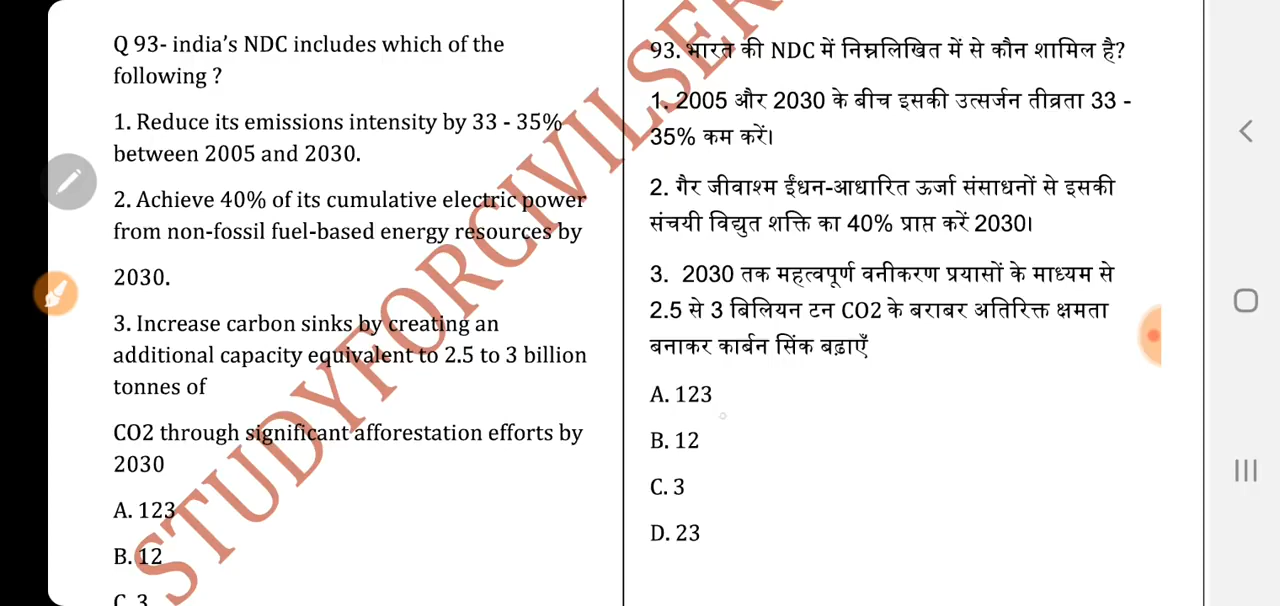 Q 93- india’s NDC includes which of the
following ?
1. Reduce its emissions intensity by 33 - 35%
between 2005 and 2030.
2. Achieve 40% of its cumulative electric power
from non-fossil fuel-based energy resources by
2030.
3. Increase carbon sinks by creating an
additional capacity equivalent to 2.5 to 3 billion
tonnes of
CO2 through significant afforestation efforts by
2030
A. 123
B. 12
C. 3
93. भारत की NDC में निम्नलिखित में से कौन शामिल है?
1. 2005 और 2030 के बीच इसकी उत्सर्जन तीव्रता 33 -
35% कम करें।
2. गैर जीवाश्म ईंधन-आधारित ऊर्जा संसाधनों से इसकी
संचयी विद्युत शक्ति का 40% प्राप्त करें 2030।
3. 2030 तक महत्वपूर्ण वनीकरण प्रयासों के माध्यम से
2.5 से 3 बिलियन टन CO2 के बराबर अतिरिक्त क्षमता
बनाकर कार्बन सिंक बढ़ाएँ
A. 123
B. 12
C. 3
D. 23
STUDYFORCIVILSER